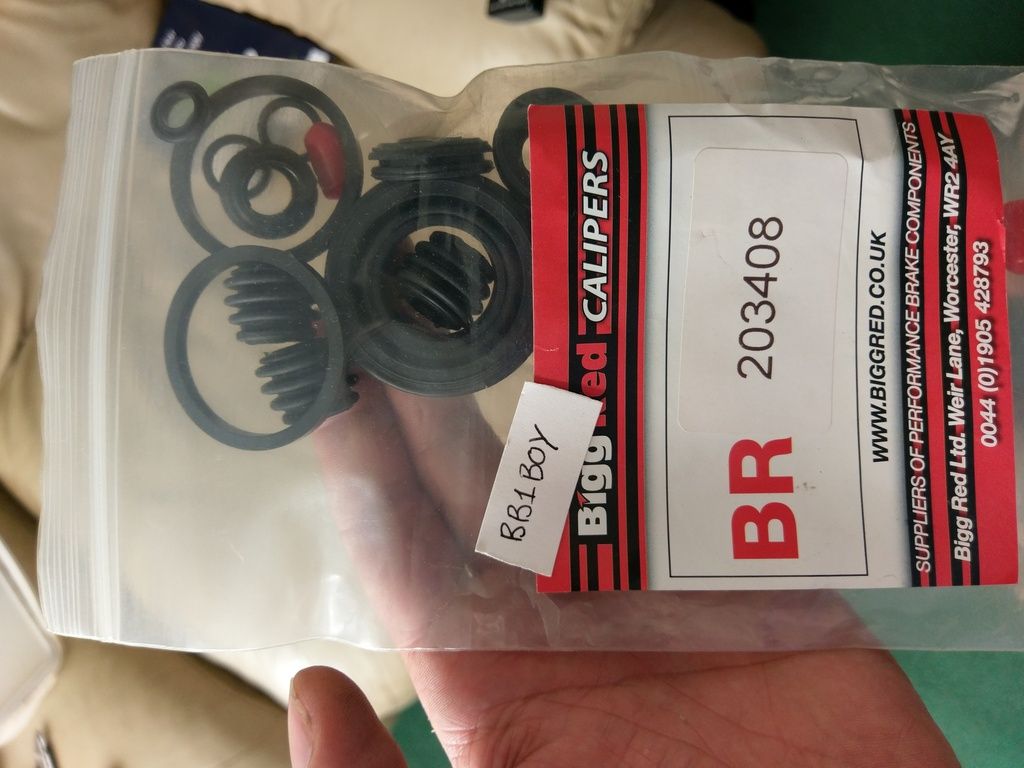 Bigg Red CALIPERS
BR 203408
WWW.BIGGRED.CO.UK
SUPPLIERS OF PERFORMANCE BRAKE COMPONENTS
Bigg Red Ltd. Weir Lane, Worcester, WR2 4AY
0044 (0)1905 428793
BB1BOY